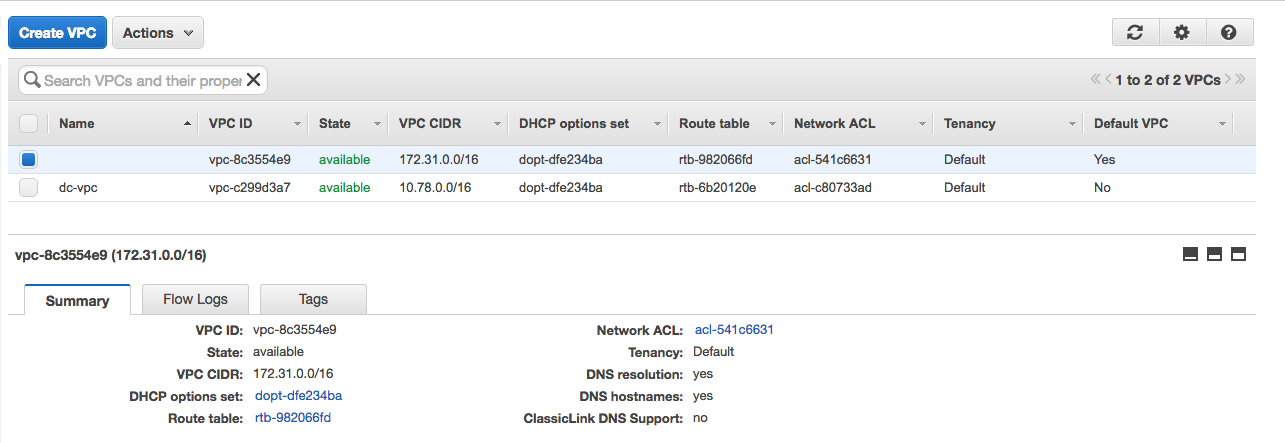 Create VPC Actions
Search VPCs and their proper 1 to 2 of 2 VPCs
Name VPC ID State VPC CIDR DHCP options set Route table Network ACL Tenancy Default VPC
vpc-8c3554e9 available 172.31.0.0/16 dopt-dfe234ba rtb-982066fd acl-541c6631 Default Yes
dc-vpc vpc-c299d3a7 available 10.78.0.0/16 dopt-dfe234ba rtb-6b20120e acl-c80733ad Default No
vpc-8c3554e9 (172.31.0.0/16)
Summary Flow Logs Tags
VPC ID: vpc-8c3554e9 Network ACL: acl-541c6631
State: available Tenancy: Default
VPC CIDR: 172.31.0.0/16 DNS resolution: yes
DHCP options set: dopt-dfe234ba DNS hostnames: yes
Route table: rtb-982066fd ClassicLink DNS Support: no